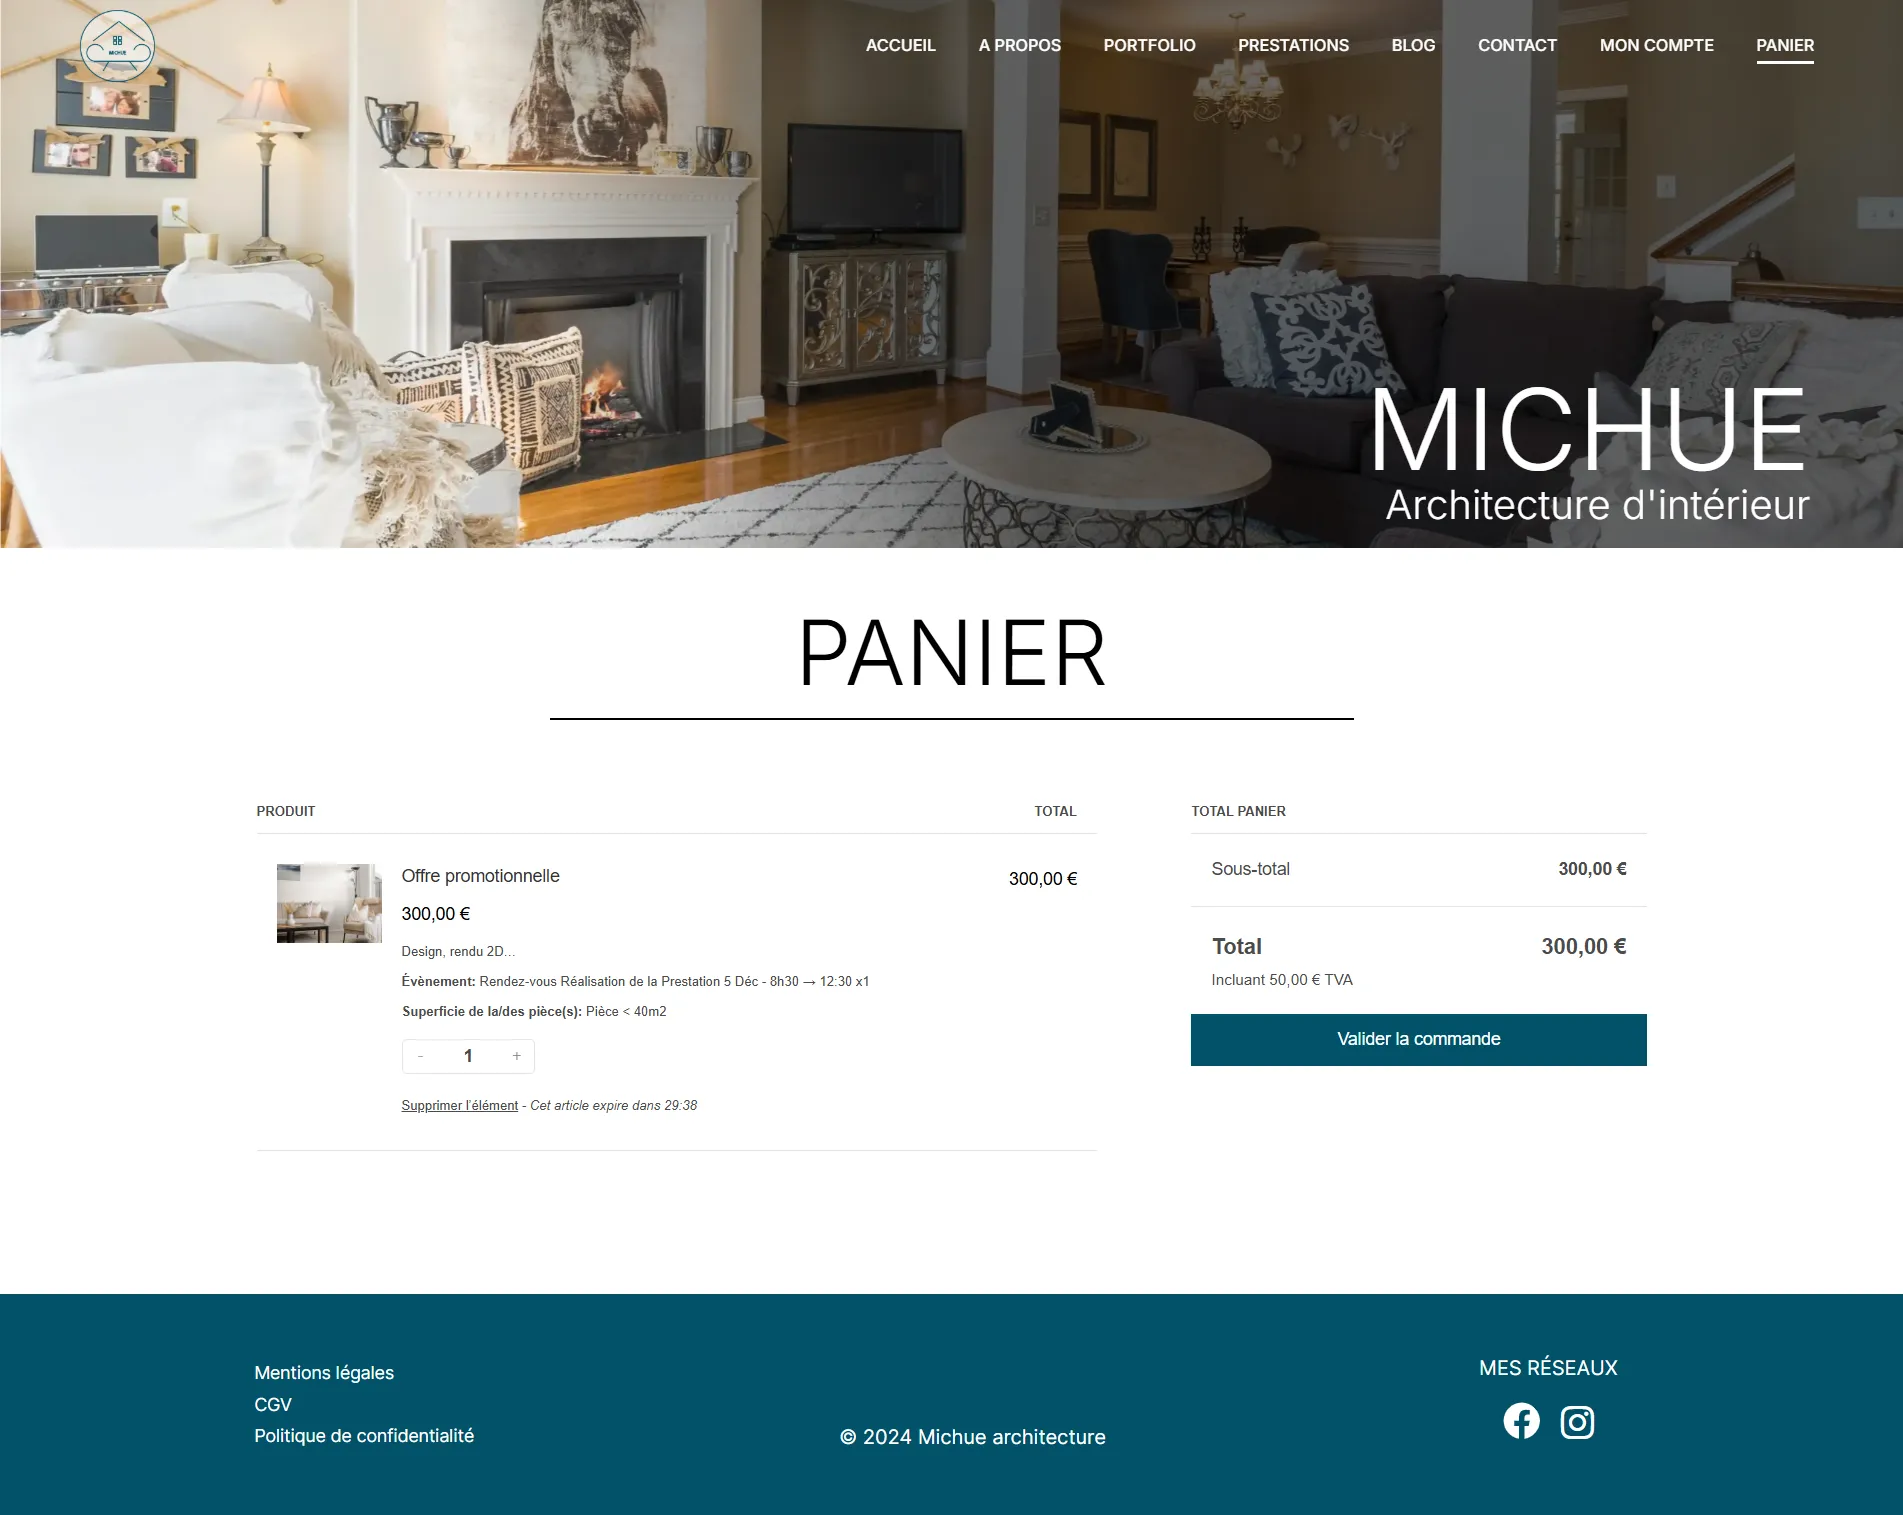 MICHUE
ACCUEIL A PROPOS PORTFOLIO PRESTATIONS BLOG CONTACT MON COMPTE PANIER
MICHUE
Architecture d'intérieur
PANIER
PRODUIT TOTAL
Offre promotionnelle 300,00 €
300,00 €
Design, rendu 2D…
Évènement: Rendez-vous Réalisation de la Prestation 5 Déc - 8h30 → 12:30 x1
Superficie de la/des pièce(s): Pièce < 40m2
- 1 +
Supprimer l'élément - Cet article expire dans 29:38
TOTAL PANIER
Sous-total 300,00 €
Total 300,00 €
Incluant 50,00 € TVA
Valider la commande
Mentions légales
CGV
Politique de confidentialité
© 2024 Michue architecture
MES RÉSEAUX